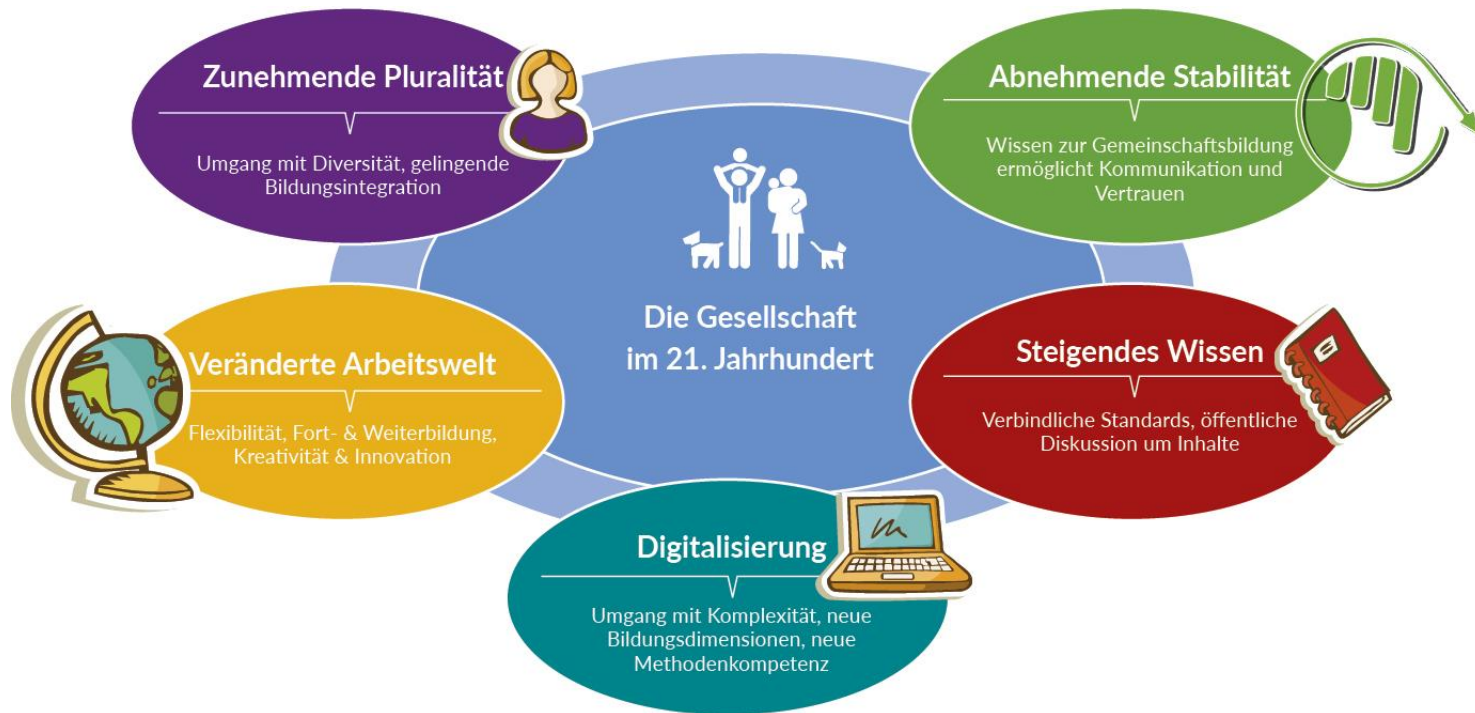 Zunehmende Pluralität
Umgang mit Diversität, gelingende
Bildungsintegration
Abnehmende Stabilität
Wissen zur Gemeinschaftsbildung
ermöglicht Kommunikation und
Vertrauen
Die Gesellschaft
im 21. Jahrhundert
Veränderte Arbeitswelt
Flexibilität, Fort- & Weiterbildung,
Kreativität & Innovation
Steigendes Wissen
Verbindliche Standards, öffentliche
Diskussion um Inhalte
Digitalisierung
Umgang mit Komplexität, neue
Bildungsdimensionen, neue
Methodenkompetenz